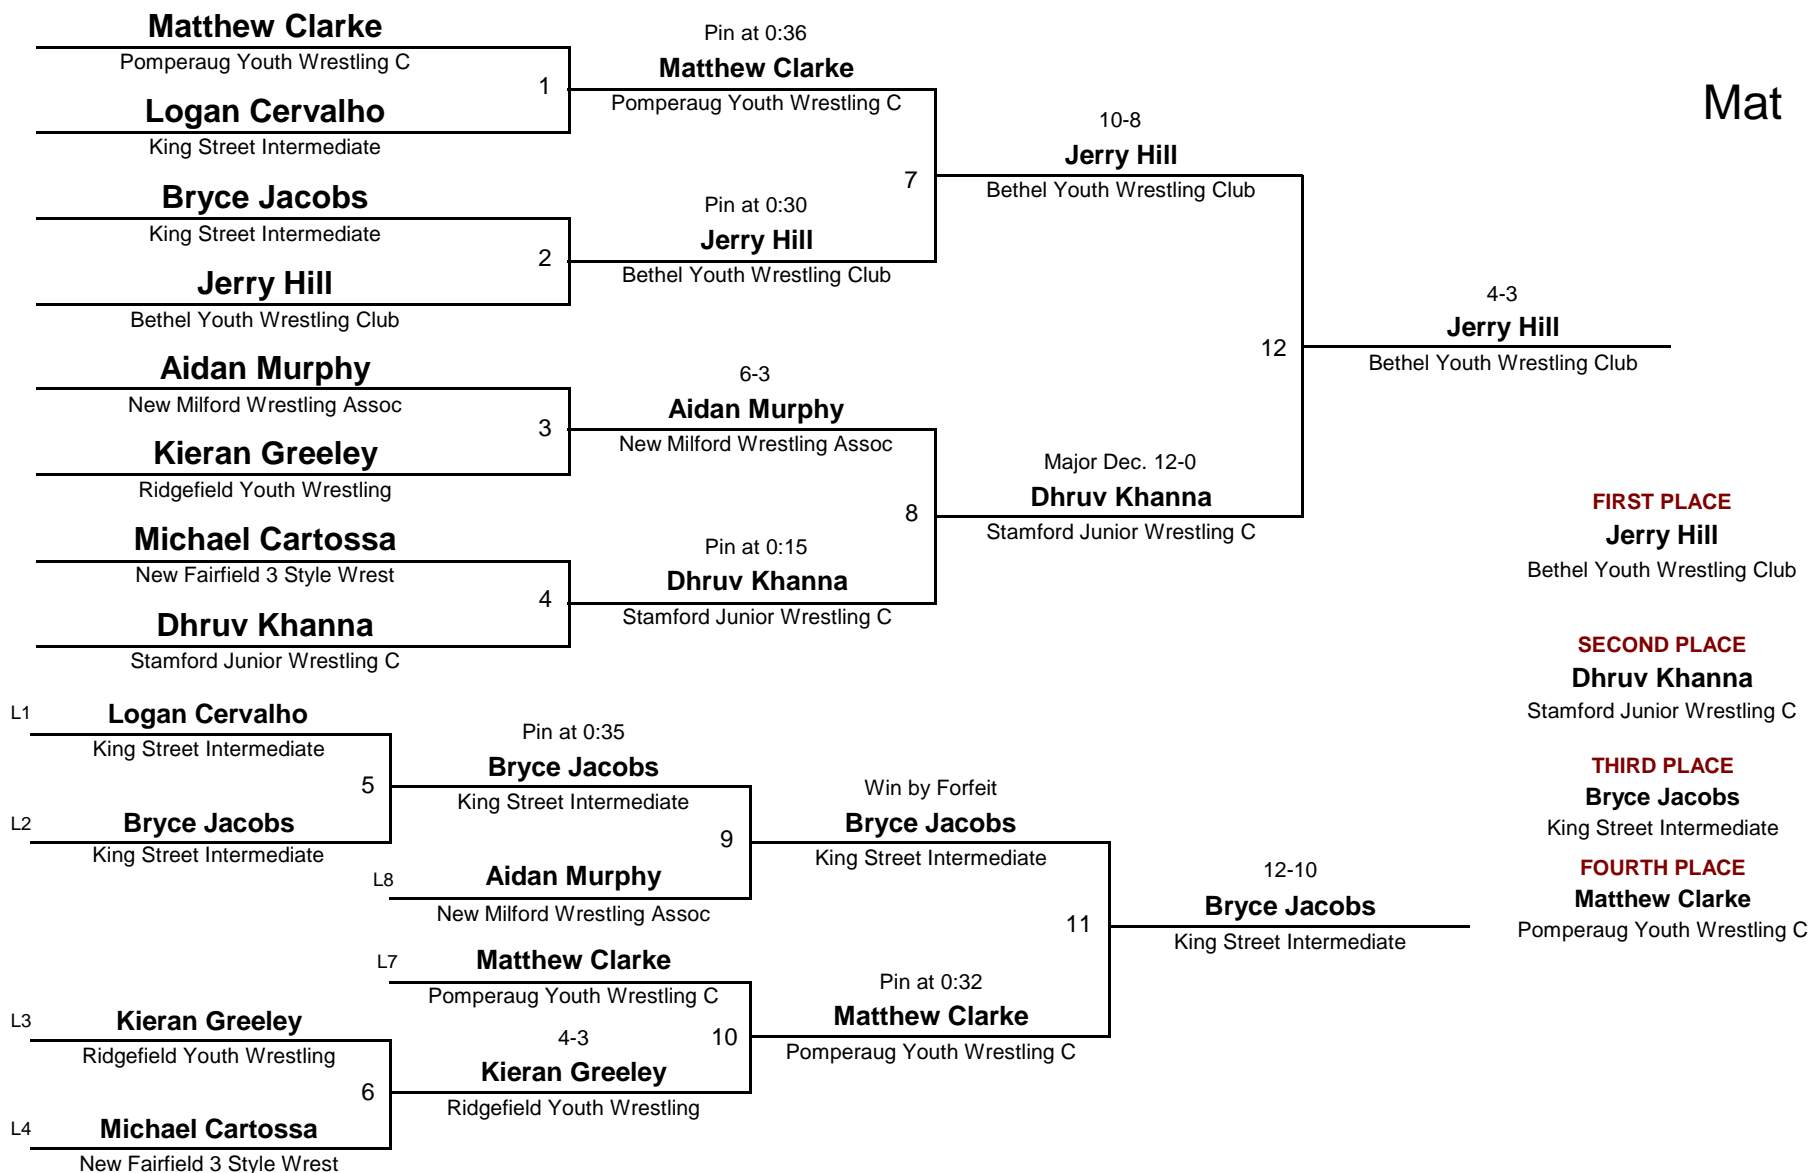 Matthew Clarke
Pomperaug Youth Wrestling C
1
Logan Cervalho
King Street Intermediate
Bryce Jacobs
King Street Intermediate
2
Jerry Hill
Bethel Youth Wrestling Club
Aidan Murphy
New Milford Wrestling Assoc
3
Kieran Greeley
Ridgefield Youth Wrestling
Michael Cartossa
New Fairfield 3 Style Wrest
4
Dhruv Khanna
Stamford Junior Wrestling C
Pin at 0:36
Matthew Clarke
Pomperaug Youth Wrestling C
7
Pin at 0:30
Jerry Hill
Bethel Youth Wrestling Club
6-3
Aidan Murphy
New Milford Wrestling Assoc
8
Pin at 0:15
Dhruv Khanna
Stamford Junior Wrestling C
10-8
Jerry Hill
Bethel Youth Wrestling Club
12
Major Dec. 12-0
Dhruv Khanna
Stamford Junior Wrestling C
4-3
Jerry Hill
Bethel Youth Wrestling Club
Mat
FIRST PLACE
Jerry Hill
Bethel Youth Wrestling Club
SECOND PLACE
Dhruv Khanna
Stamford Junior Wrestling C
THIRD PLACE
Bryce Jacobs
King Street Intermediate
FOURTH PLACE
Matthew Clarke
Pomperaug Youth Wrestling C
L1
Logan Cervalho
King Street Intermediate
5
L2
Bryce Jacobs
King Street Intermediate
L3
Kieran Greeley
Ridgefield Youth Wrestling
6
L4
Michael Cartossa
New Fairfield 3 Style Wrest
Pin at 0:35
Bryce Jacobs
King Street Intermediate
9
L8
Aidan Murphy
New Milford Wrestling Assoc
L7
Matthew Clarke
Pomperaug Youth Wrestling C
10
4-3
Kieran Greeley
Ridgefield Youth Wrestling
Win by Forfeit
Bryce Jacobs
King Street Intermediate
11
Pin at 0:32
Matthew Clarke
Pomperaug Youth Wrestling C
12-10
Bryce Jacobs
King Street Intermediate